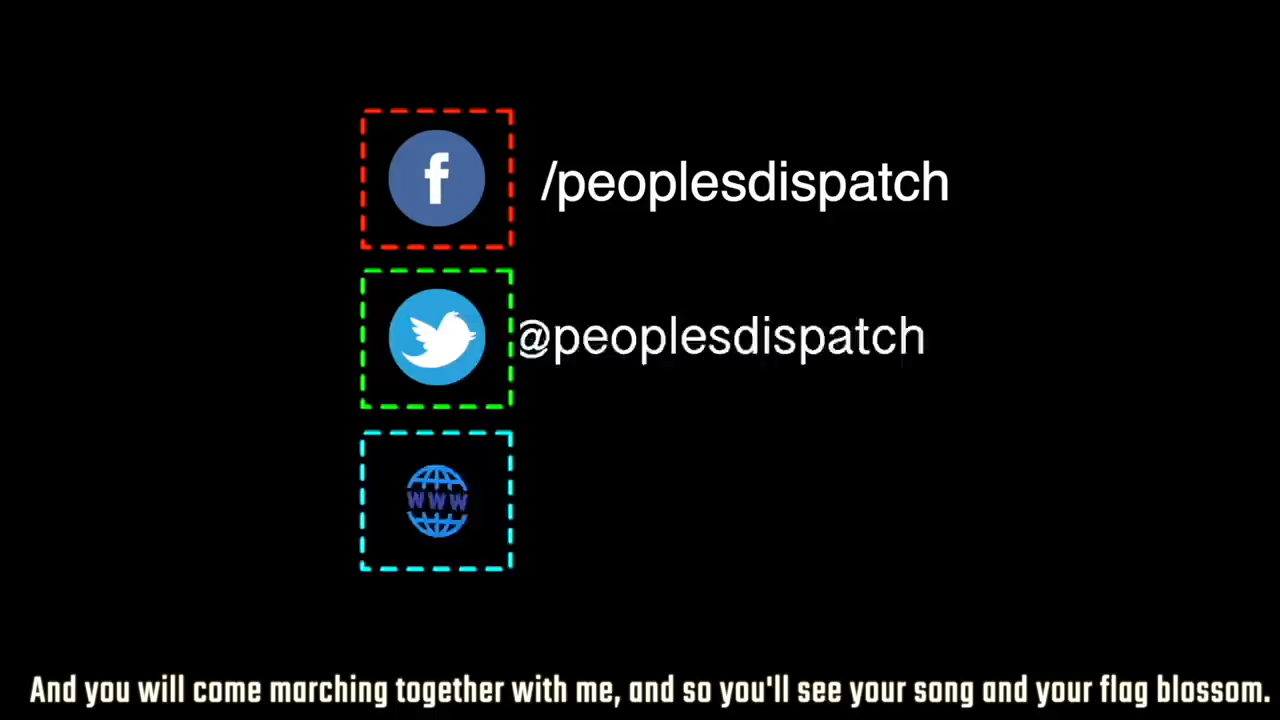 f
/peoplesdispatch
@peoplesdispatch
WWW
And you will come marching together with me, and so you'll see your song and your flag blossom.